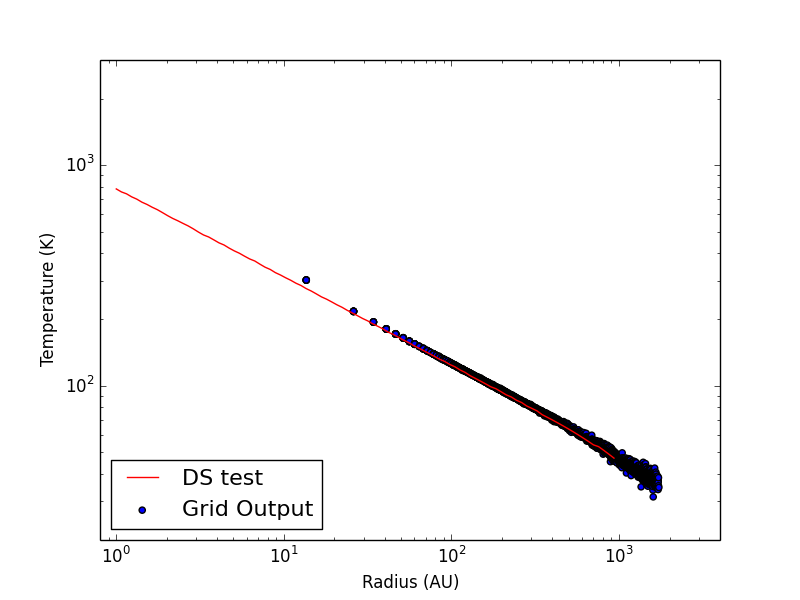 10³
10²
Temperature (K)
DS test
Grid Output
10⁰
10¹
10²
10³
Radius (AU)